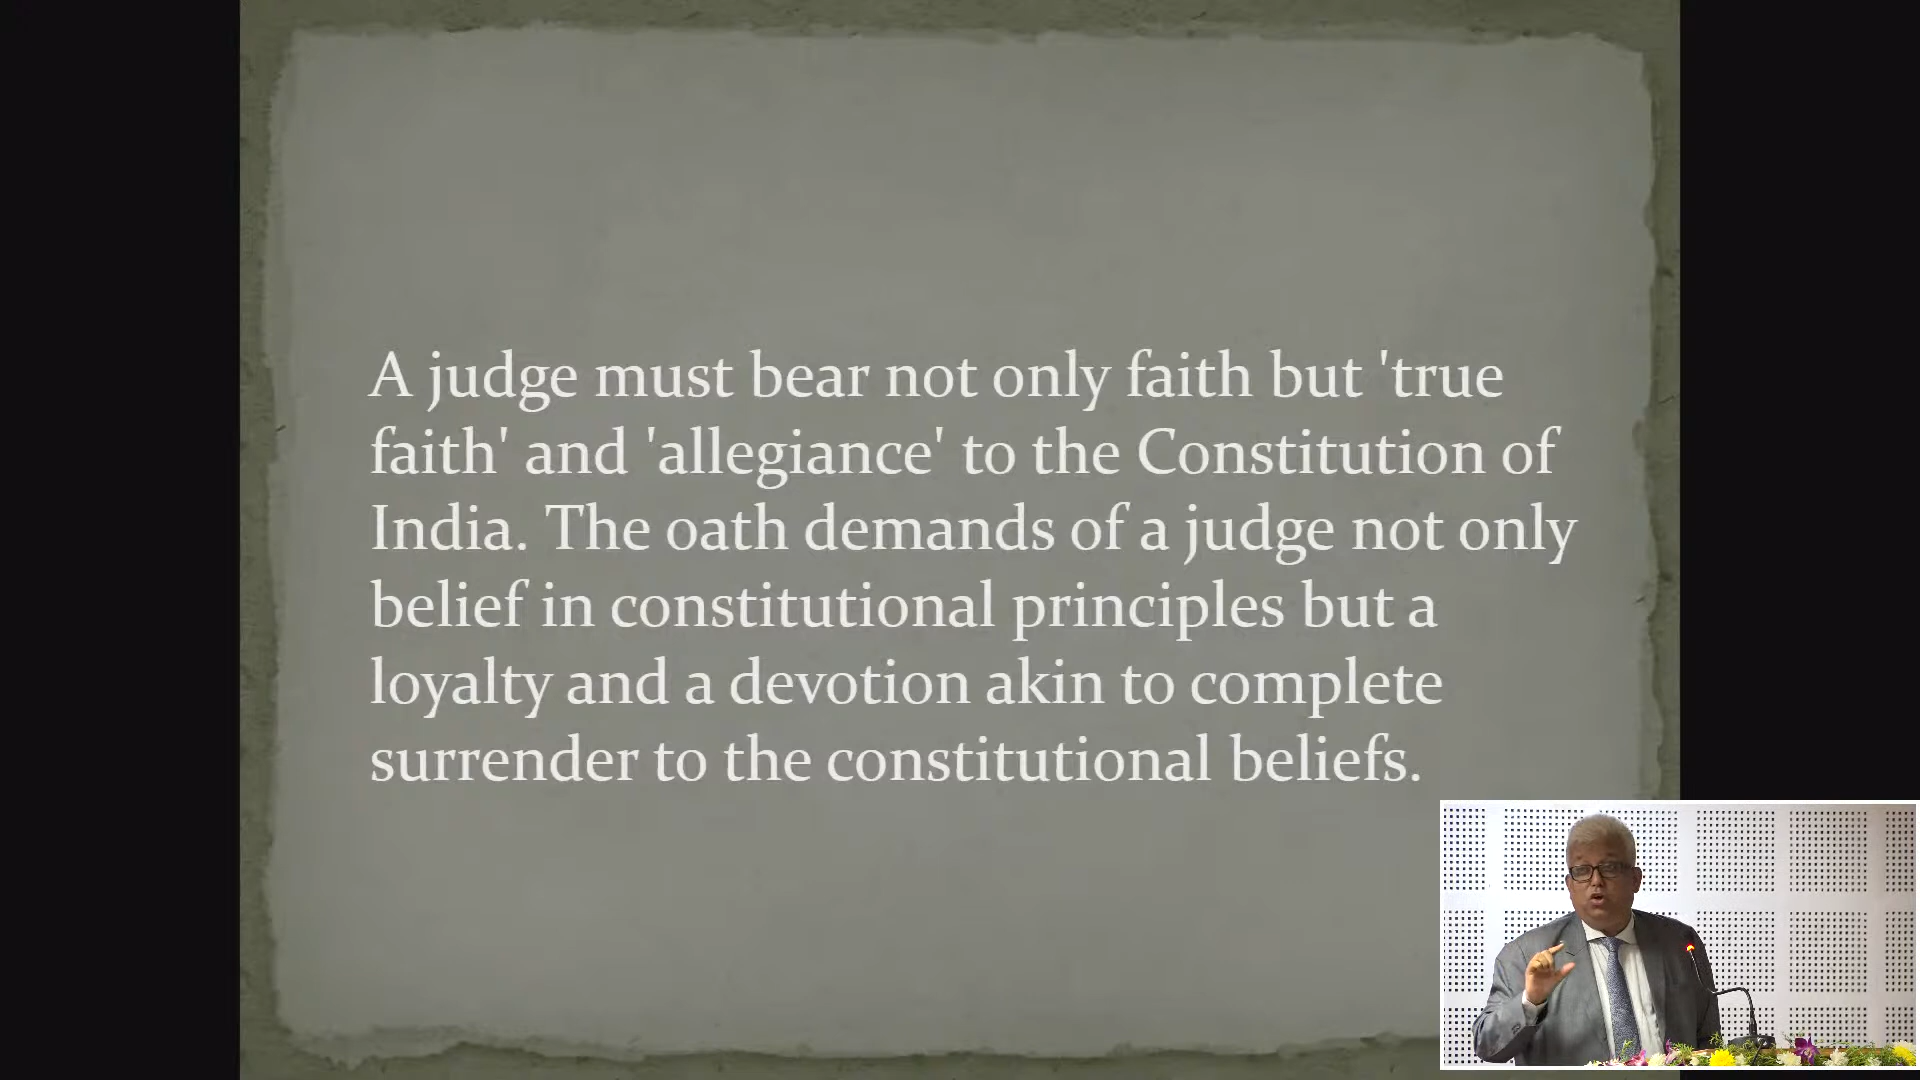 A judge must bear not only faith but 'true
faith' and 'allegiance' to the Constitution of
India. The oath demands of a judge not only
belief in constitutional principles but a
loyalty and a devotion akin to complete
surrender to the constitutional beliefs.